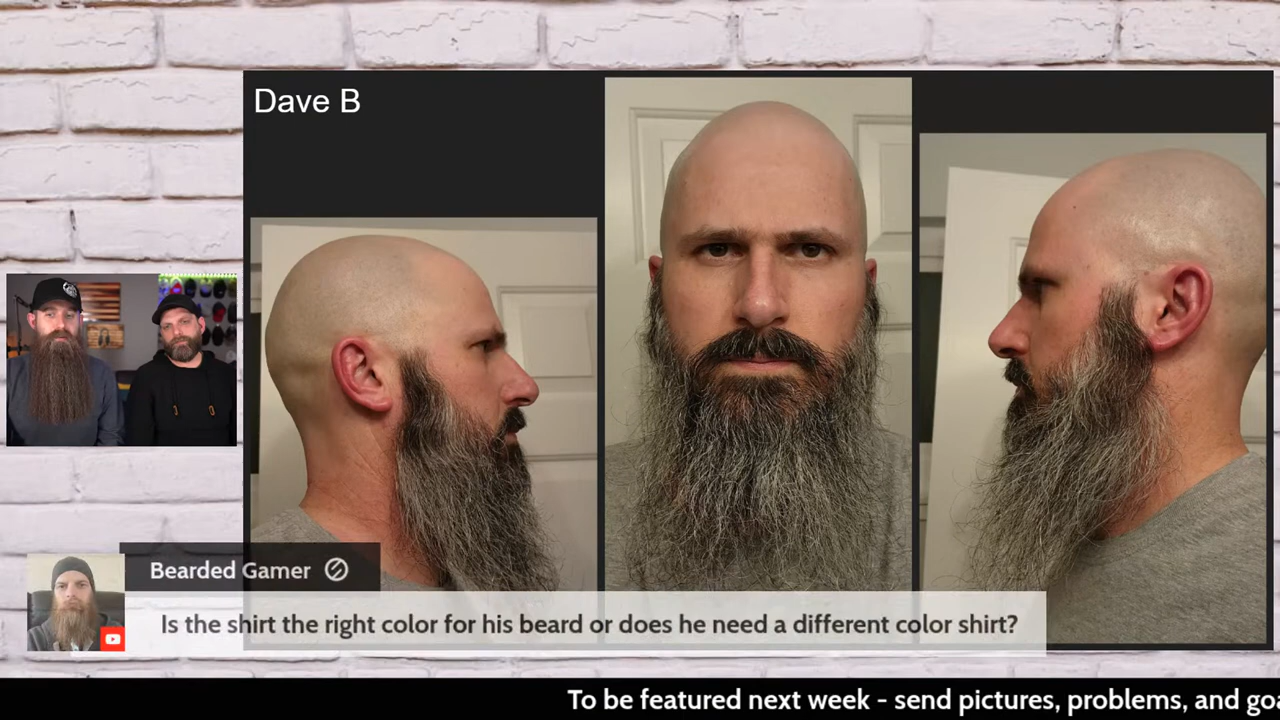 Dave B
Bearded Gamer
Is the shirt the right color for his beard or does he need a different color shirt?
To be featured next week - send pictures, problems, and goa